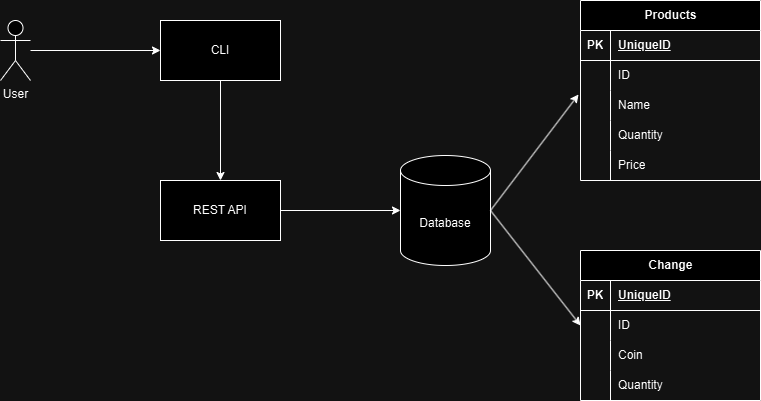 User
CLI
REST API
Database
Products
PK UniqueID
ID
Name
Quantity
Price
Change
PK UniqueID
ID
Coin
Quantity